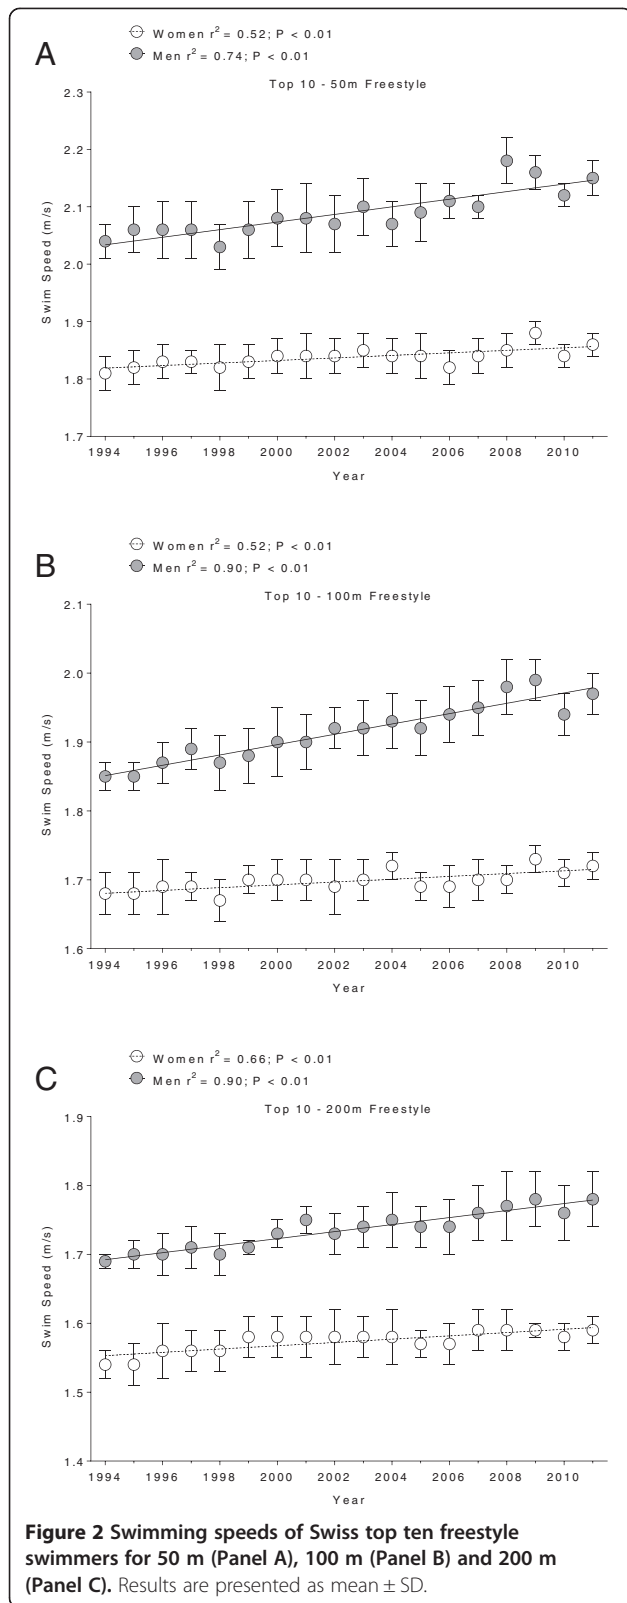 A
Women r² = 0.52; P < 0.01
Men r² = 0.74; P < 0.01
Top 10 - 50m Freestyle
2.3
2.2
2.1
2.0
1.9
1.8
1.7
Swim Speed (m/s)
1994 1996 1998 2000 2002 2004 2006 2008 2010
Year
B
Women r² = 0.52; P < 0.01
Men r² = 0.90; P < 0.01
Top 10 - 100m Freestyle
2.1
2.0
1.9
1.8
1.7
1.6
Swim Speed (m/s)
1994 1996 1998 2000 2002 2004 2006 2008 2010
Year
C
Women r² = 0.66; P < 0.01
Men r² = 0.90; P < 0.01
Top 10 - 200m Freestyle
1.9
1.8
1.7
1.6
1.5
1.4
Swim Speed (m/s)
1994 1996 1998 2000 2002 2004 2006 2008 2010
Year
Figure 2 Swimming speeds of Swiss top ten freestyle
swimmers for 50 m (Panel A), 100 m (Panel B) and 200 m
(Panel C). Results are presented as mean ± SD.